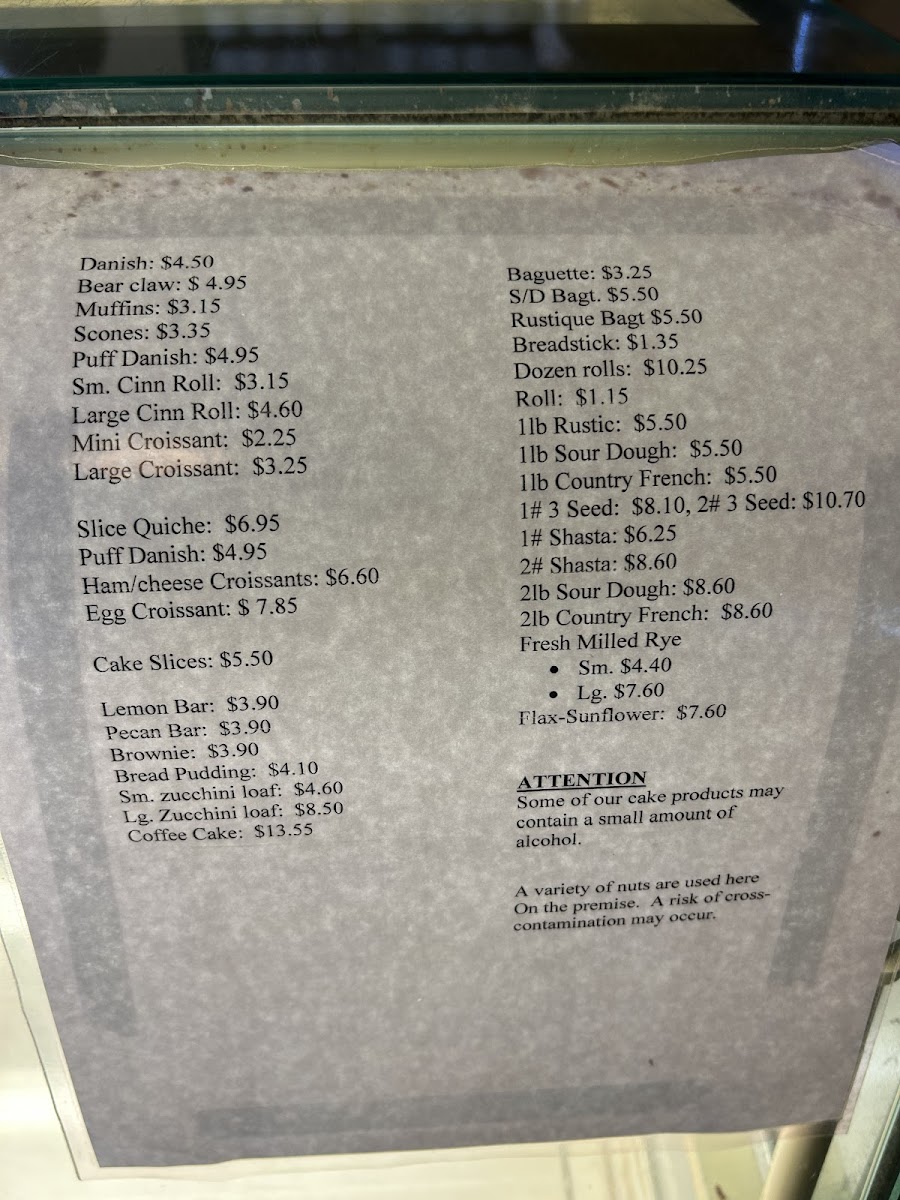 Danish: $4.50
Bear claw: $ 4.95
Muffins: $3.15
Scones: $3.35
Puff Danish: $4.95
Sm. Cinn Roll: $3.15
Large Cinn Roll: $4.60
Mini Croissant: $2.25
Large Croissant: $3.25
Slice Quiche: $6.95
Puff Danish: $4.95
Ham/cheese Croissants: $6.60
Egg Croissant: $ 7.85
Cake Slices: $5.50
Lemon Bar: $3.90
Pecan Bar: $3.90
Brownie: $3.90
Bread Pudding: $4.10
Sm. zucchini loaf: $4.60
Lg. Zucchini loaf: $8.50
Coffee Cake: $13.55
Baguette: $3.25
S/D Bagt. $5.50
Rustique Bagt $5.50
Breadstick: $1.35
Dozen rolls: $10.25
Roll: $1.15
1lb Rustic: $5.50
1lb Sour Dough: $5.50
1lb Country French: $5.50
1# 3 Seed: $8.10, 2# 3 Seed: $10.70
1# Shasta: $6.25
2# Shasta: $8.60
2lb Sour Dough: $8.60
2lb Country French: $8.60
Fresh Milled Rye
• Sm. $4.40
• Lg. $7.60
Flax-Sunflower: $7.60
ATTENTION
Some of our cake products may
contain a small amount of
alcohol.
A variety of nuts are used here
On the premise. A risk of cross-
contamination may occur.